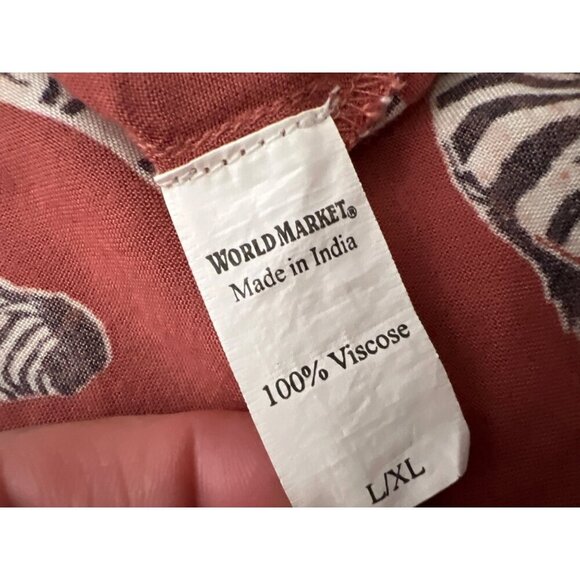 WORLD MARKET®
Made in India
100% Viscose
L/XL